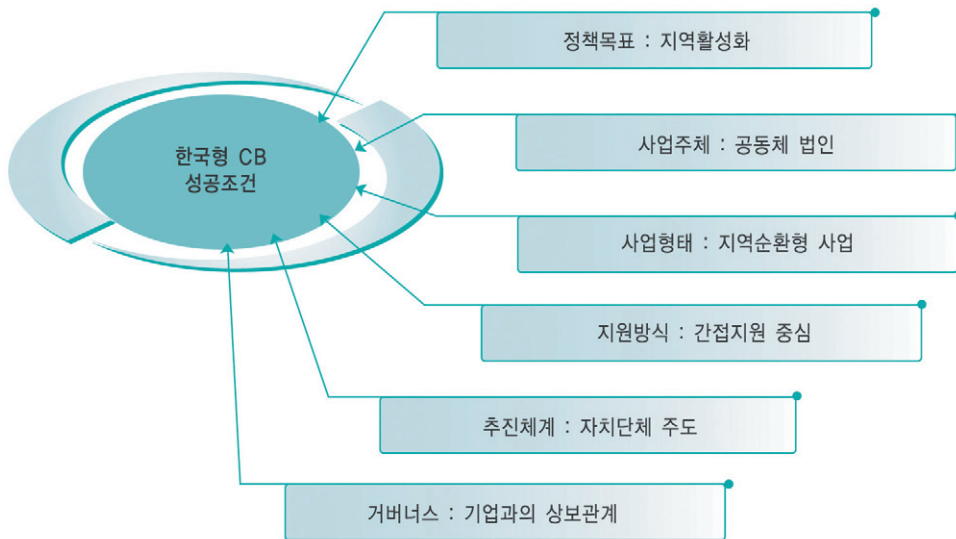 한국형 CB
성공조건
정책목표 : 지역활성화
사업주체 : 공동체 법인
사업형태 : 지역순환형 사업
지원방식 : 간접지원 중심
추진체계 : 자치단체 주도
거버너스 : 기업과의 상보관계